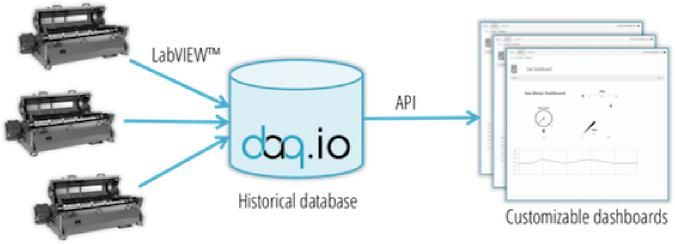 LabVIEW™
daq.io
API
Historical database
Customizable dashboards